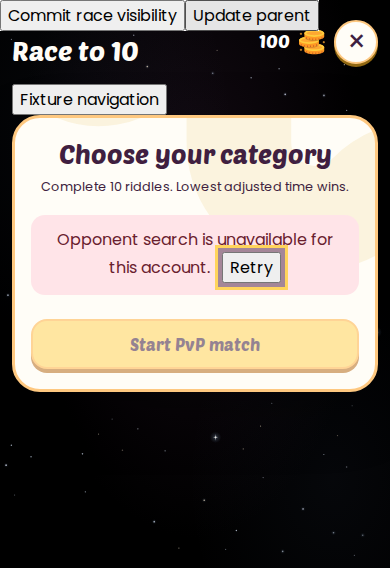 Commit race visibility Update parent
Race to 10 100 ×
Fixture navigation
Choose your category
Complete 10 riddles. Lowest adjusted time wins.
Opponent search is unavailable for
this account. Retry
Start PvP match